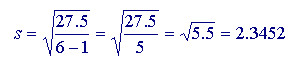 s = √(27.5/(6−1)) = √(27.5/5) = √5.5 = 2.3452